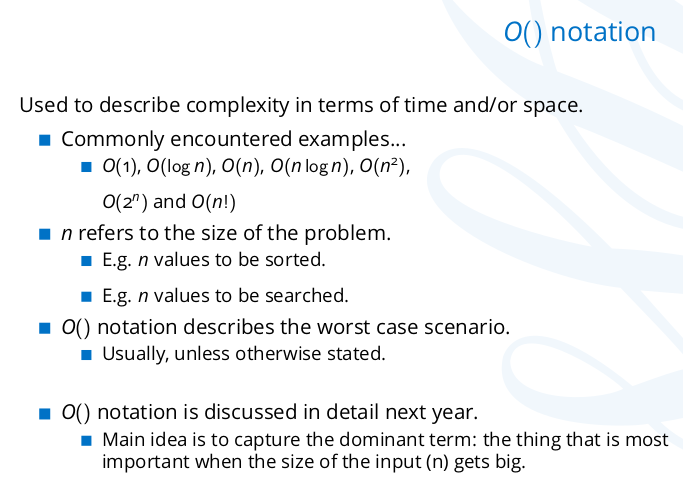 O() notation
Used to describe complexity in terms of time and/or space.
Commonly encountered examples...
O(1), O(log n), O(n), O(n log n), O(n²),
O(2ⁿ) and O(n!)
n refers to the size of the problem.
E.g. n values to be sorted.
E.g. n values to be searched.
O() notation describes the worst case scenario.
Usually, unless otherwise stated.
O() notation is discussed in detail next year.
Main idea is to capture the dominant term: the thing that is most
important when the size of the input (n) gets big.